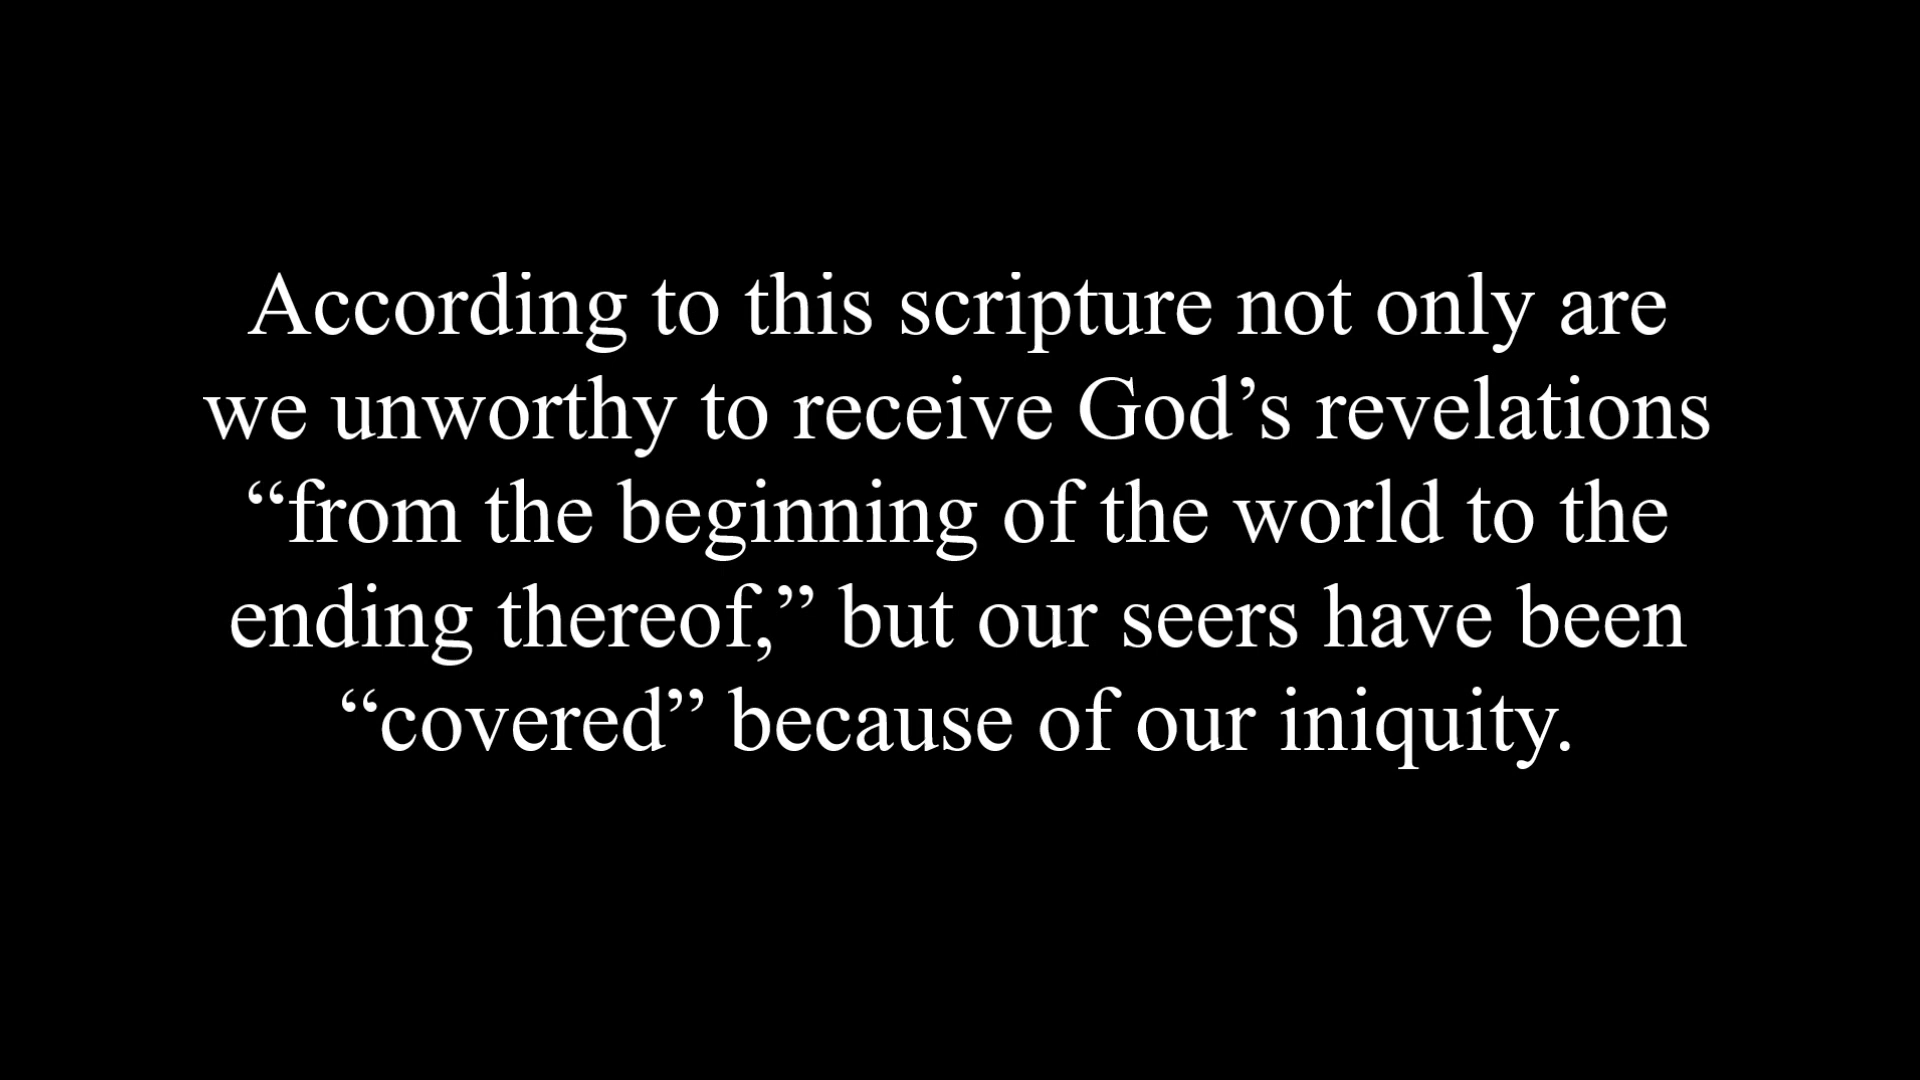 According to this scripture not only are
we unworthy to receive God’s revelations
“from the beginning of the world to the
ending thereof,” but our seers have been
“covered” because of our iniquity.